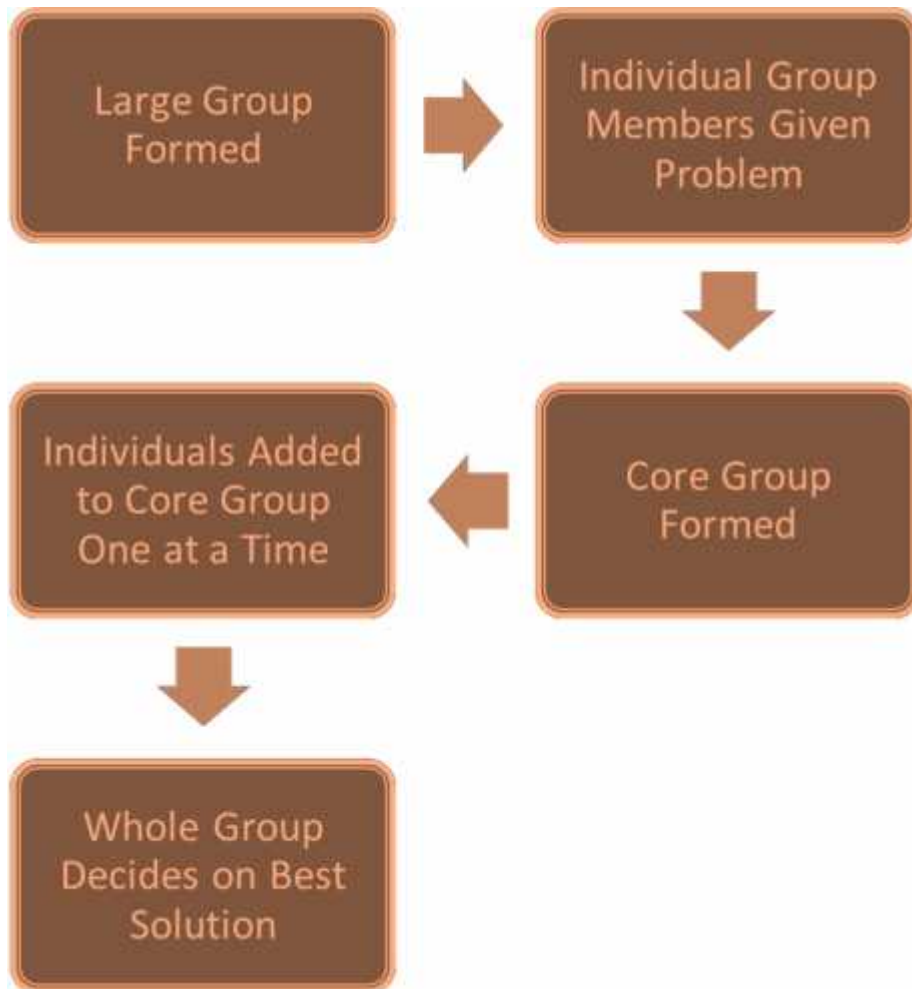 Large Group
Formed
Individual Group
Members Given
Problem
Core Group
Formed
Individuals Added
to Core Group
One at a Time
Whole Group
Decides on Best
Solution